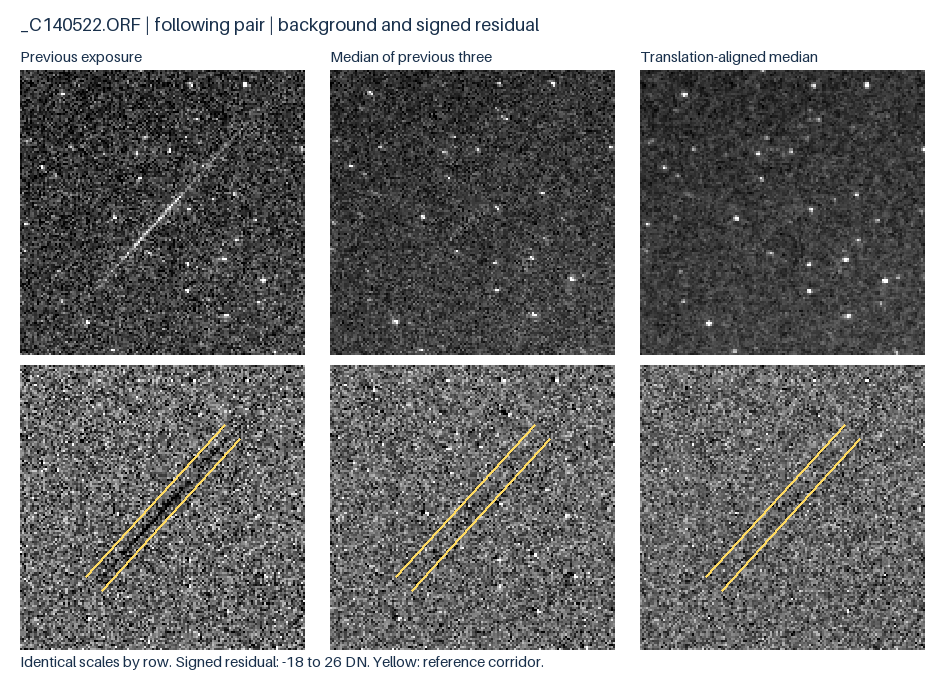 _C140522.ORF | following pair | background and signed residual
Previous exposure
Median of previous three
Translation-aligned median
Identical scales by row. Signed residual: -18 to 26 DN. Yellow: reference corridor.